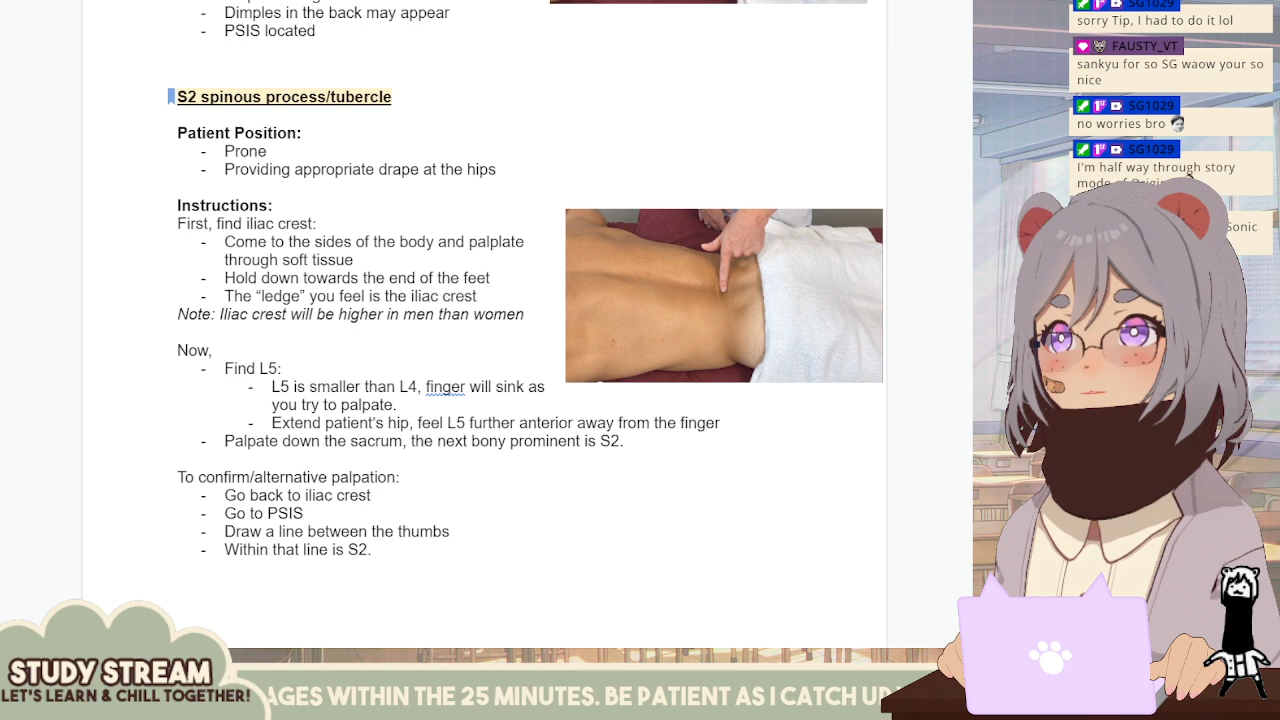 - Dimples in the back may appear
- PSIS located
S2 spinous process/tubercle
Patient Position:
- Prone
- Providing appropriate drape at the hips
Instructions:
First, find iliac crest:
- Come to the sides of the body and palplate
through soft tissue
- Hold down towards the end of the feet
- The “ledge” you feel is the iliac crest
Note: Iliac crest will be higher in men than women
Now,
- Find L5:
- L5 is smaller than L4, finger will sink as
you try to palpate.
- Extend patient's hip, feel L5 further anterior away from the finger
- Palpate down the sacrum, the next bony prominent is S2.
To confirm/alternative palpation:
- Go back to iliac crest
- Go to PSIS
- Draw a line between the thumbs
- Within that line is S2.
SG1029
sorry Tip, I had to do it lol
FAUSTY_VT
sankyu for so SG waow your so
nice
SG1029
no worries bro
SG1029
I'm half way through story
mode of
Sonic
STUDY STREAM
LET'S LEARN & CHILL TOGETHER!
AGES WITHIN THE 25 MINUTES. BE PATIENT AS I CATCH UP